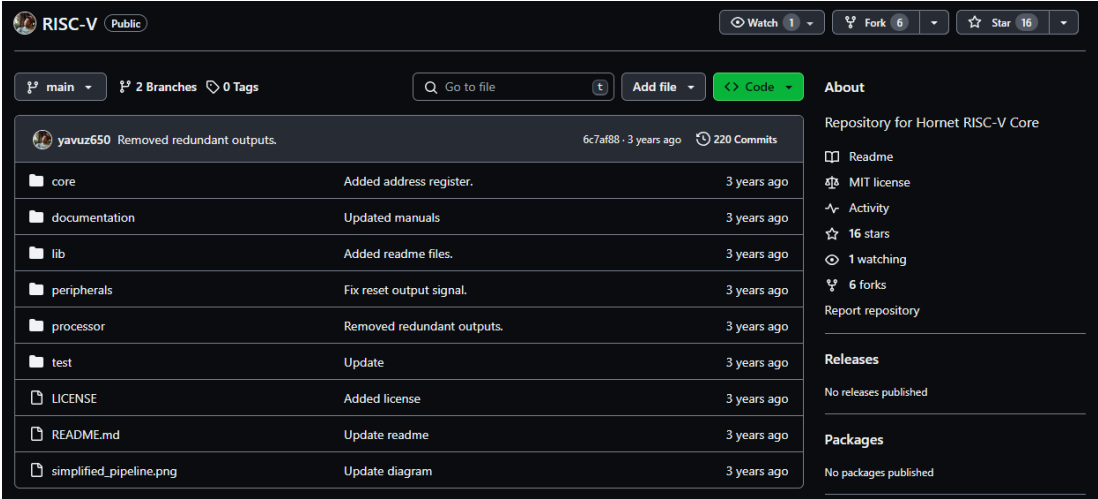 RISC-V Public
Watch 1 Fork 6 Star 16
main 2 Branches 0 Tags Go to file t Add file <> Code
yavuz650 Removed redundant outputs. 6c7af88 · 3 years ago 220 Commits
core Added address register. 3 years ago
documentation Updated manuals 3 years ago
lib Added readme files. 3 years ago
peripherals Fix reset output signal. 3 years ago
processor Removed redundant outputs. 3 years ago
test Update 3 years ago
LICENSE Added license 3 years ago
README.md Update readme 3 years ago
simplified_pipeline.png Update diagram 3 years ago
About
Repository for Hornet RISC-V Core
Readme
MIT license
Activity
16 stars
1 watching
6 forks
Report repository
Releases
No releases published
Packages
No packages published